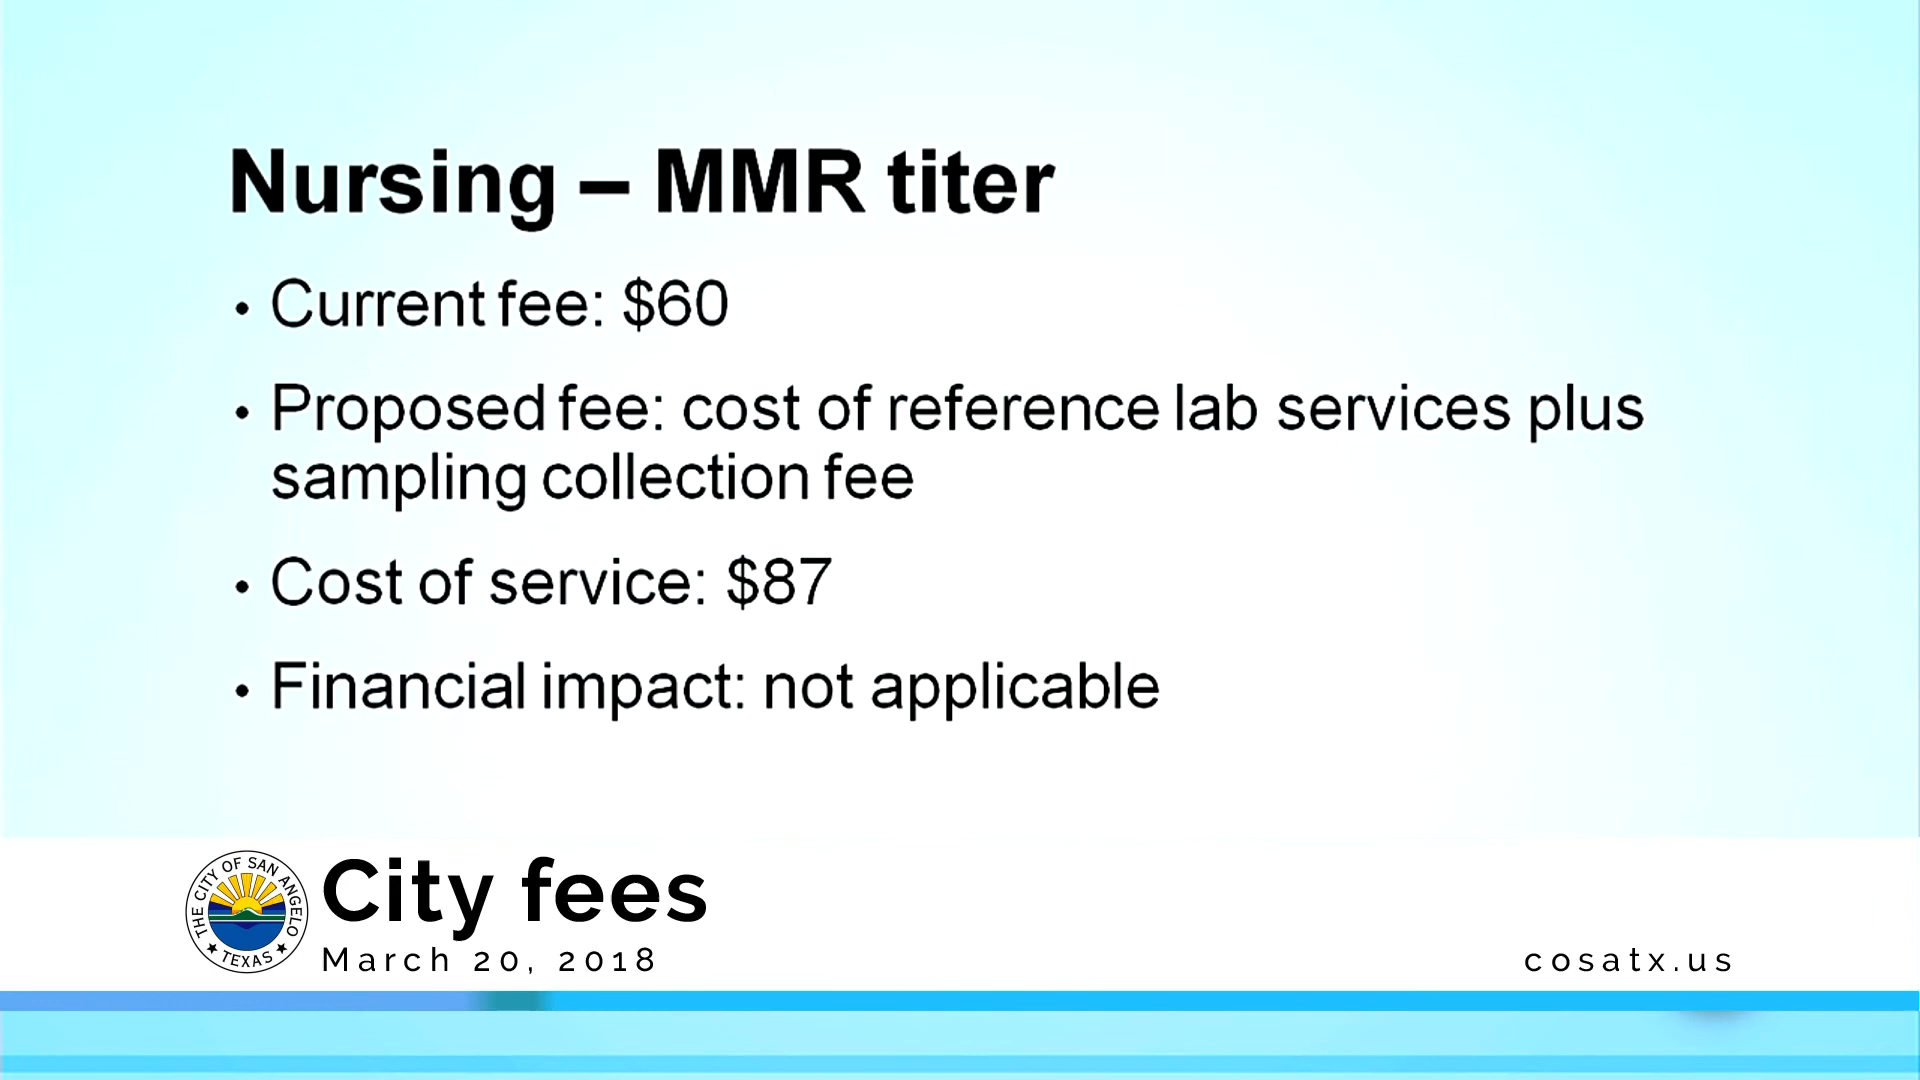 Nursing – MMR titer
• Current fee: $60
• Proposed fee: cost of reference lab services plus
sampling collection fee
• Cost of service: $87
• Financial impact: not applicable
THE CITY OF SAN ANGELO
★ TEXAS ★
City fees
March 20, 2018
cosatx.us